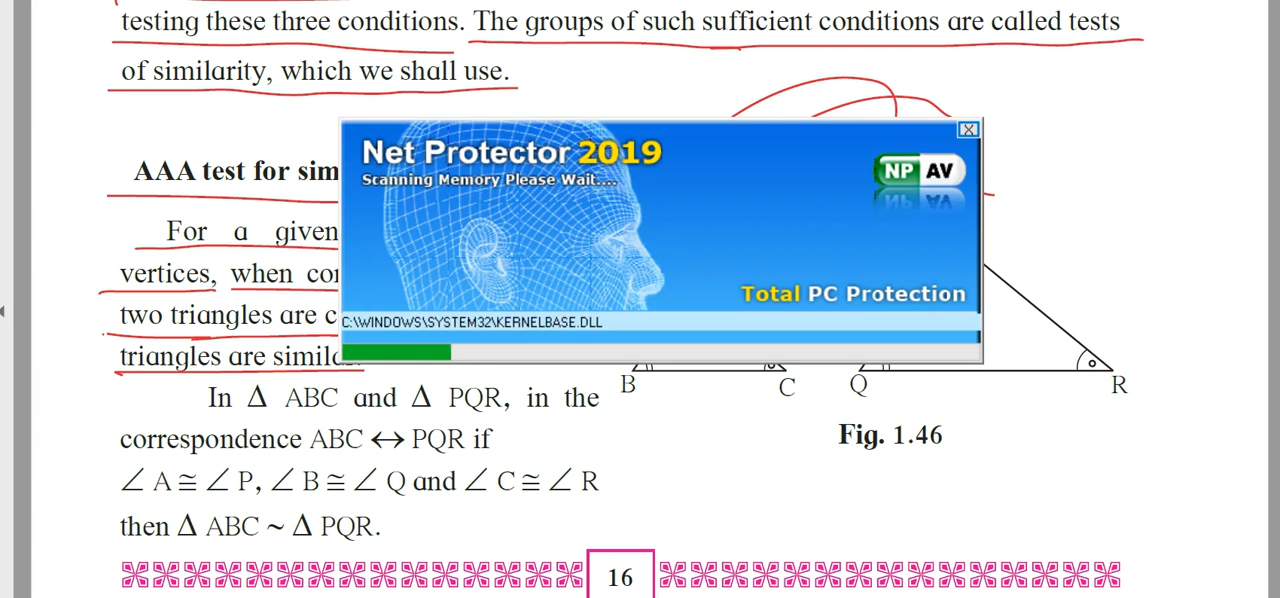 testing these three conditions. The groups of such sufficient conditions are called tests
of similarity, which we shall use.
AAA test for sim
For a given
vertices, when cor
two triangles are c
triangles are simila
Net Protector 2019
Scanning Memory Please Wait....
NP AV
Total PC Protection
C:\WINDOWS\SYSTEM32\KERNELBASE.DLL
B C Q R
Fig. 1.46
In Δ ABC and Δ PQR, in the
correspondence ABC ↔ PQR if
∠ A ≅ ∠ P, ∠ B ≅ ∠ Q and ∠ C ≅ ∠ R
then Δ ABC ~ Δ PQR.
16